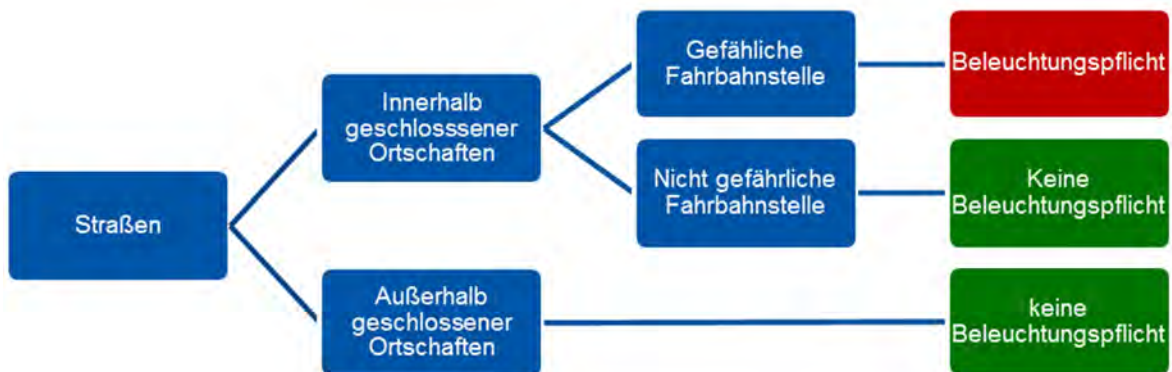 Straßen
Innerhalb
geschlosssener
Ortschaften
Außerhalb
geschlossener
Ortschaften
Gefähliche
Fahrbahnstelle
Nicht gefährliche
Fahrbahnstelle
Beleuchtungspflicht
Keine
Beleuchtungspflicht
keine
Beleuchtungspflicht